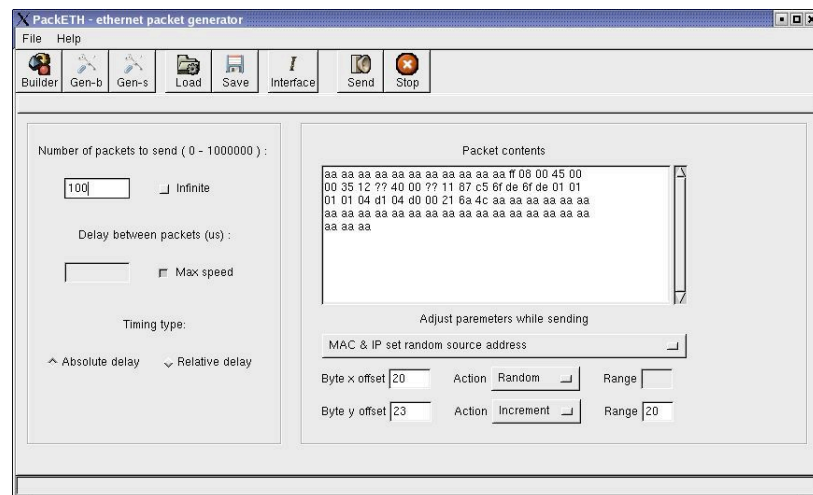 PackETH - ethernet packet generator
File Help
Builder Gen-b Gen-s Load Save Interface Send Stop
Number of packets to send ( 0 - 1000000 ) :
100 Infinite
Delay between packets (us) :
Max speed
Timing type:
Absolute delay Relative delay
Packet contents
aa aa aa aa aa aa aa aa aa aa aa ff 08 00 45 00
00 35 12 ?? 40 00 ?? 11 87 c5 6f de 6f de 01 01
01 01 04 d1 04 d0 00 21 6a 4c aa aa aa aa aa aa
aa aa aa aa aa aa aa aa aa aa aa aa aa aa aa aa
aa aa aa
Adjust paremeters while sending
MAC & IP set random source address
Byte x offset 20 Action Random Range
Byte y offset 23 Action Increment Range 20